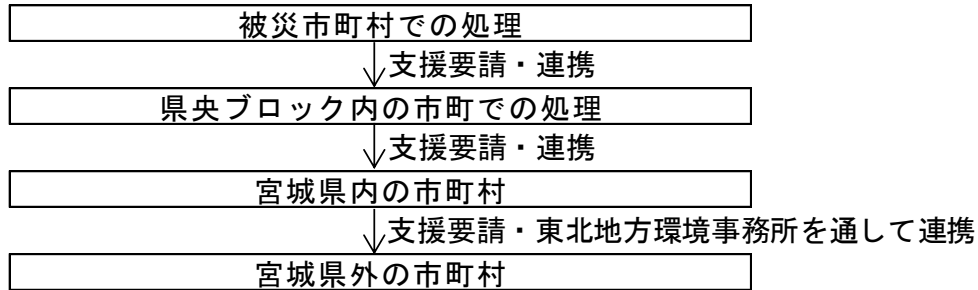 被災市町村での処理
支援要請・連携
県央ブロック内の市町での処理
支援要請・連携
宮城県内の市町村
支援要請・東北地方環境事務所を通して連携
宮城県外の市町村